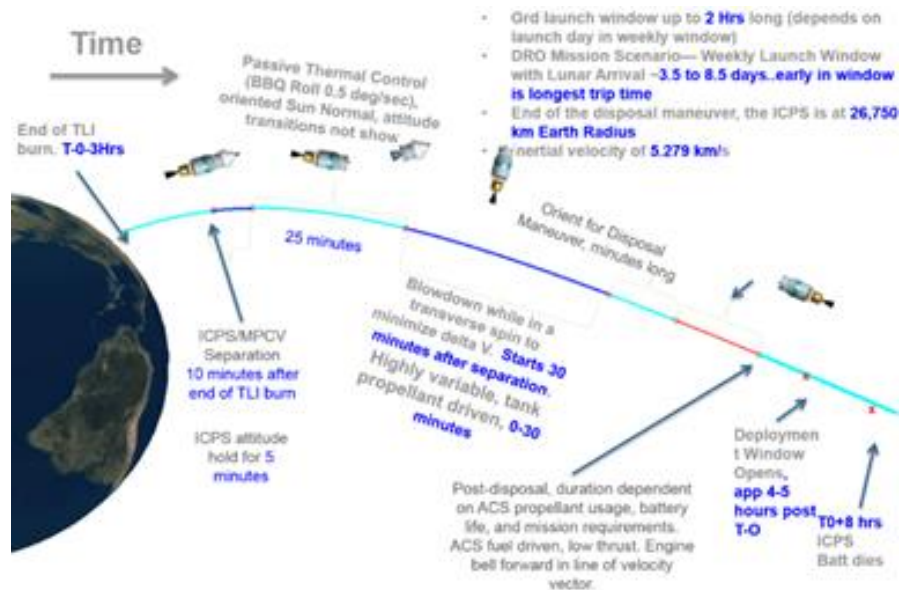 Time
Passive Thermal Control
(BBQ Roll 0.5 deg/sec),
oriented Sun Normal, attitude
transitions not show
• Grd launch window up to 2 Hrs long (depends on
launch day in weekly window)
• DRO Mission Scenario— Weekly Launch Window
with Lunar Arrival ~3.5 to 8.5 days..early in window
is longest trip time
• End of the disposal maneuver, the ICPS is at 26,750
km Earth Radius
• Inertial velocity of 5.279 km/s
End of TLI
burn. T-0-3Hrs
25 minutes
Orient for Disposal
Maneuver, minutes long
ICPS/MPCV
Separation
10 minutes after
end of TLI burn
ICPS attitude
hold for 5
minutes
Blowdown while in a
transverse spin to
minimize delta V. Starts 30
minutes after separation.
Highly variable, tank
propellant driven, 0-30
minutes
Post-disposal, duration dependent
on ACS propellant usage, battery
life, and mission requirements.
ACS fuel driven, low thrust. Engine
bell forward in line of velocity
vector.
Deploymen
t Window
Opens,
app 4-5
hours post
T-O
x
x
T0+8 hrs
ICPS
Batt dies